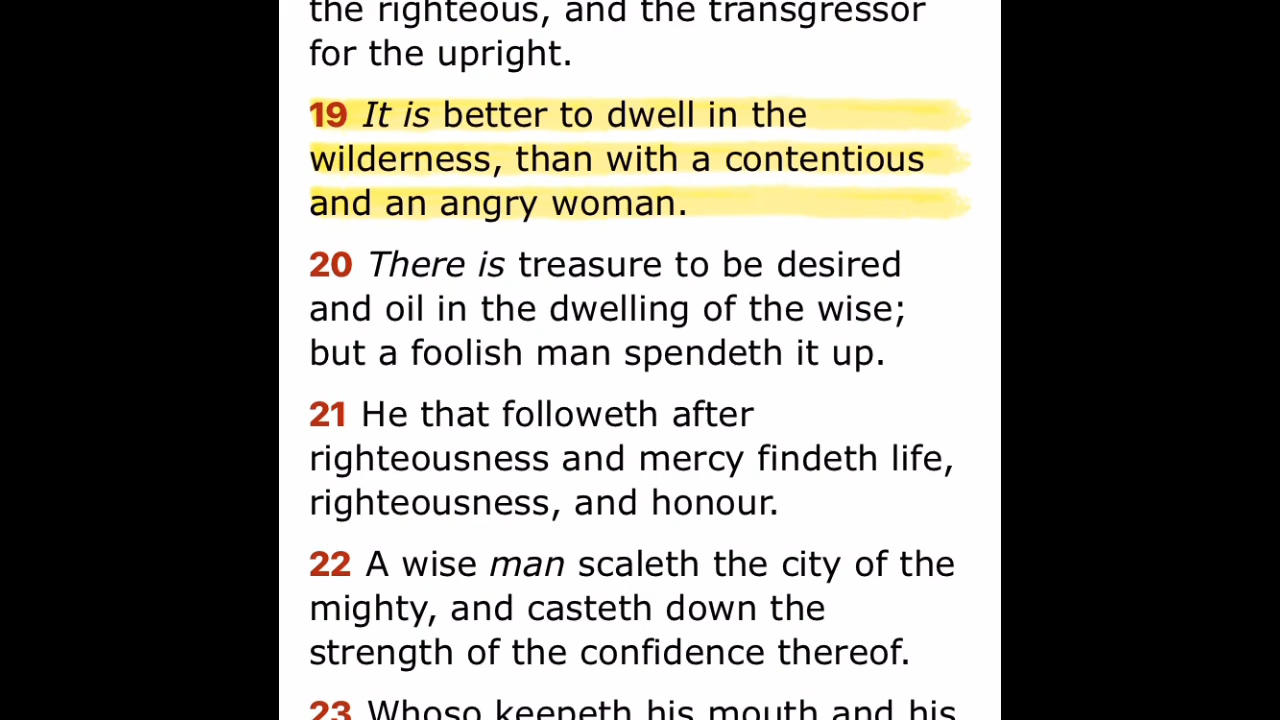 the righteous, and the transgressor
for the upright.
19 It is better to dwell in the
wilderness, than with a contentious
and an angry woman.
20 There is treasure to be desired
and oil in the dwelling of the wise;
but a foolish man spendeth it up.
21 He that followeth after
righteousness and mercy findeth life,
righteousness, and honour.
22 A wise man scaleth the city of the
mighty, and casteth down the
strength of the confidence thereof.
23 Whoso keepeth his mouth and his